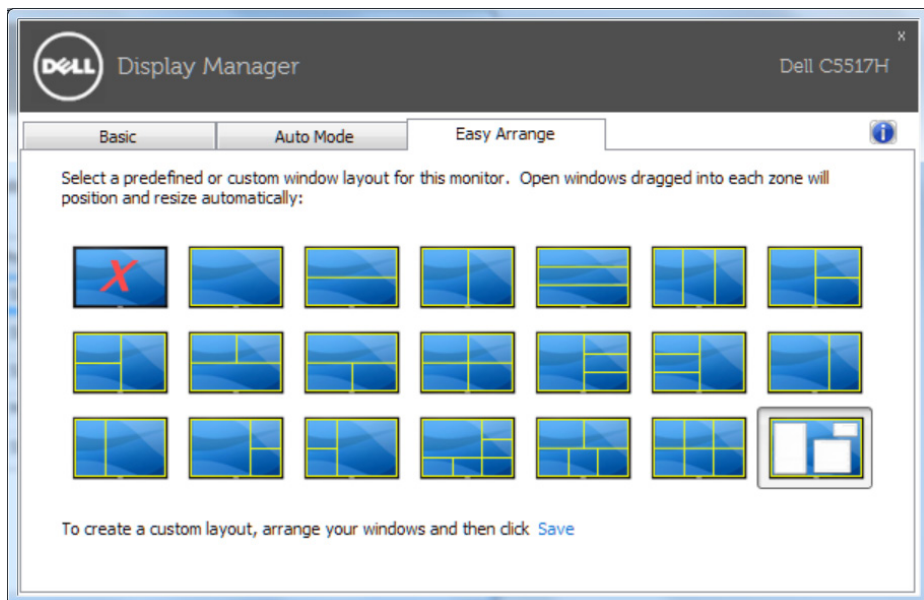 x
DELL
Display Manager
Dell C5517H
Basic
Auto Mode
Easy Arrange
i
Select a predefined or custom window layout for this monitor. Open windows dragged into each zone will
position and resize automatically:
X
To create a custom layout, arrange your windows and then click Save